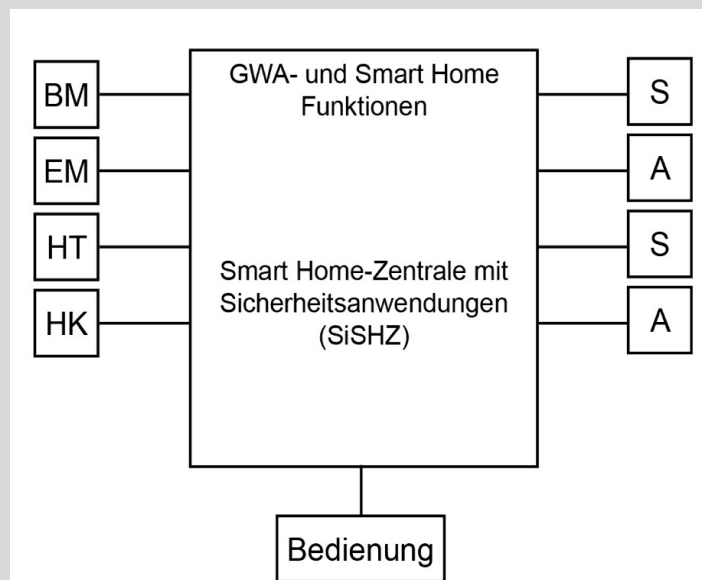 GWA- und Smart Home
Funktionen
BM
S
EM
A
HT
S
Smart Home-Zentrale mit
Sicherheitsanwendungen
(SiSHZ)
HK
A
Bedienung